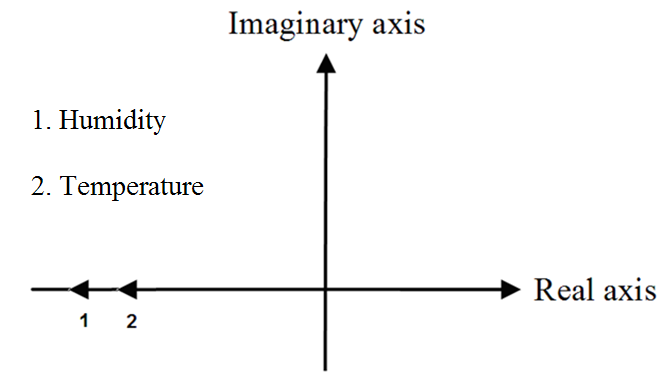 Imaginary axis
1. Humidity
2. Temperature
Real axis
1 2